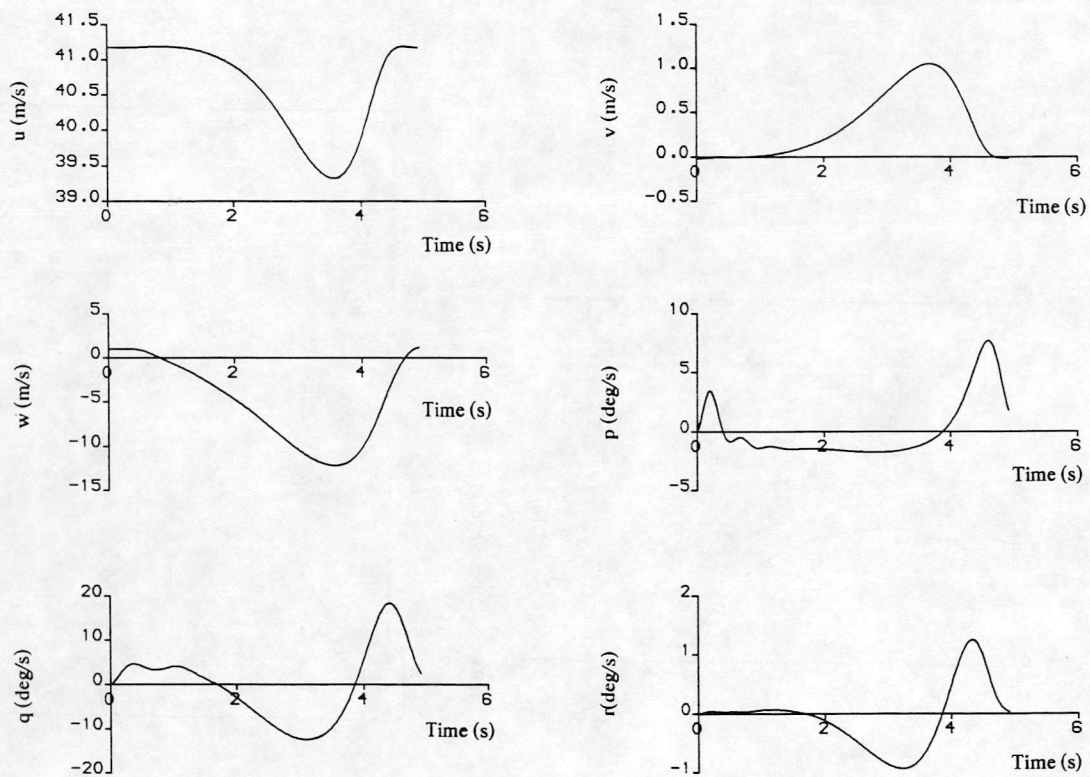 41.5
41.0
40.5
40.0
39.5
39.0
u (m/s)
0 2 4 6
Time (s)
1.5
1.0
0.5
0.0
-0.5
v (m/s)
0 2 4 6
Time (s)
5
0
-5
-10
-15
w (m/s)
0 2 4 6
Time (s)
10
5
0
-5
p (deg/s)
0 2 4 6
Time (s)
20
10
0
-10
-20
q (deg/s)
0 2 4 6
Time (s)
2
1
0
-1
r(deg/s)
0 2 4 6
Time (s)